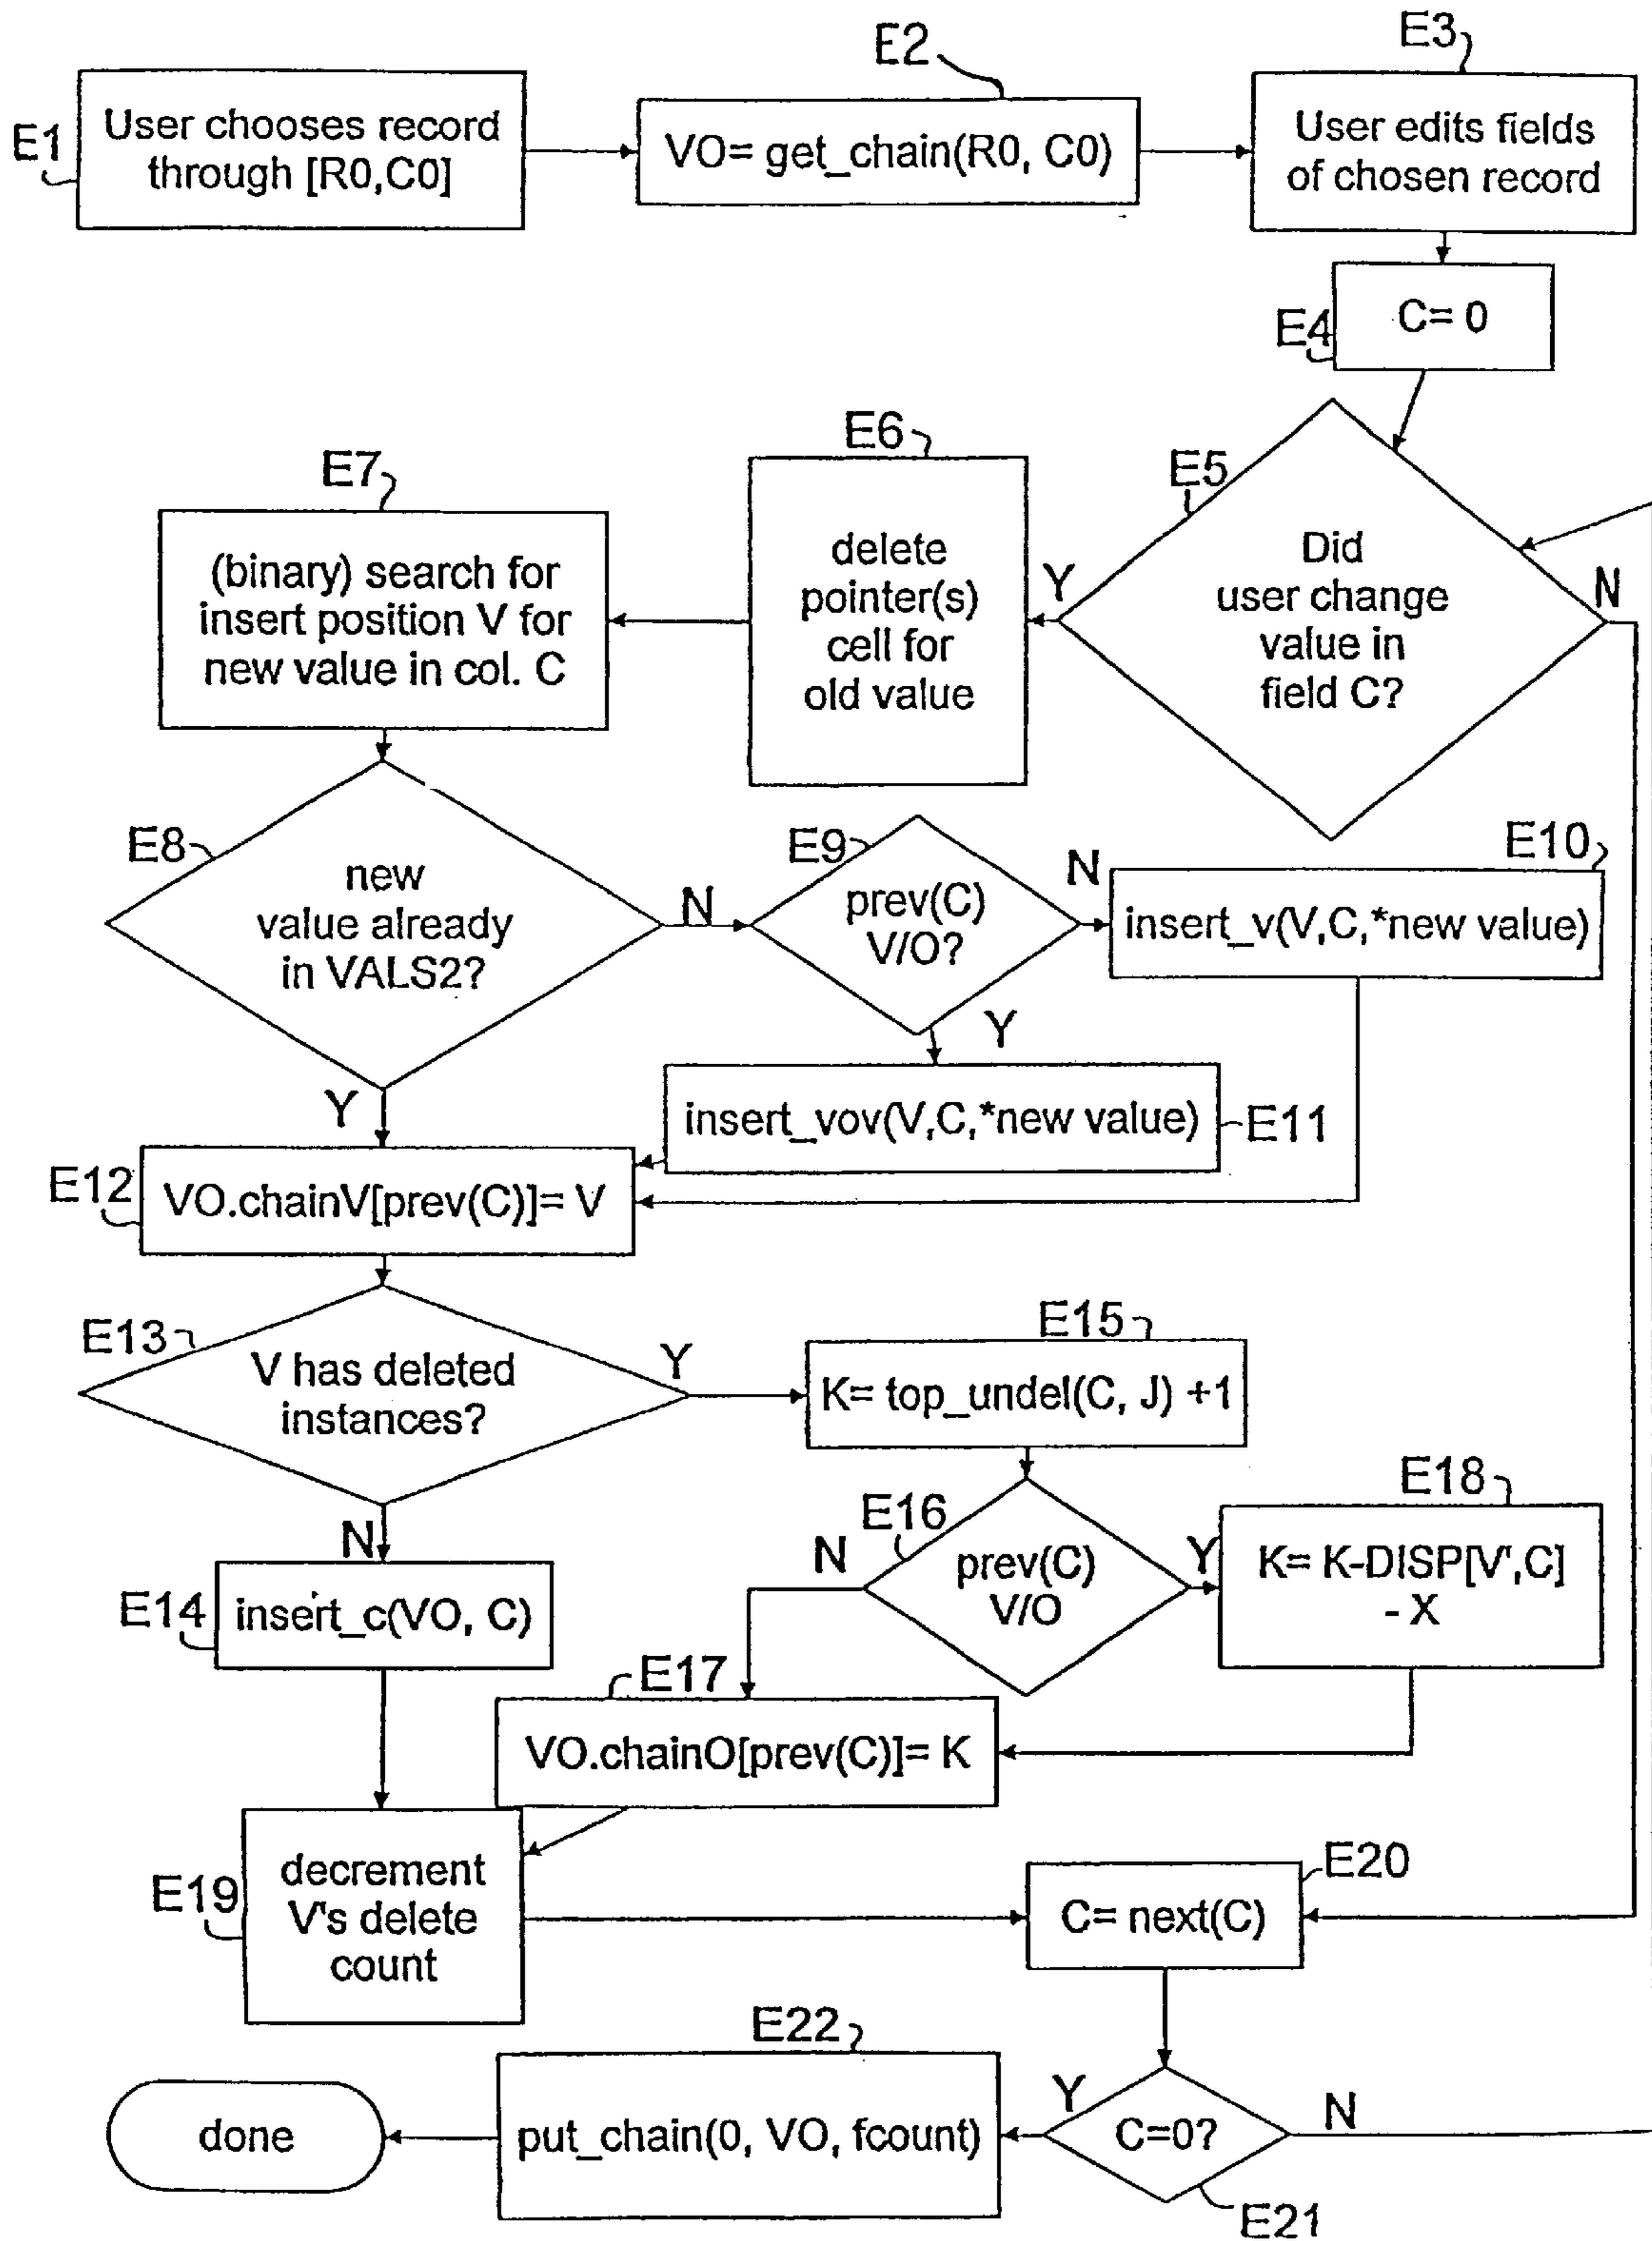 E1
User chooses record
through [R0,C0]
E2
VO= get_chain(R0, C0)
E3
User edits fields
of chosen record
E4
C= 0
E5
Did
user change
value in
field C?
Y
N
E6
delete
pointer(s)
cell for
old value
E7
(binary) search for
insert position V for
new value in col. C
E8
new
value already
in VALS2?
N
Y
E9
prev(C)
V/O?
N
Y
E10
insert_v(V,C,*new value)
insert_vov(V,C,*new value)
E11
E12
VO.chainV[prev(C)]= V
E13
V has deleted
instances?
Y
N
E15
K= top_undel(C, J) +1
E14
insert_c(VO, C)
E16
prev(C)
V/O
N
Y
E18
K= K-DISP[V',C]
- X
E17
VO.chainO[prev(C)]= K
E19
decrement
V's delete
count
E20
C= next(C)
E21
C=0?
Y
N
E22
put_chain(0, VO, fcount)
done